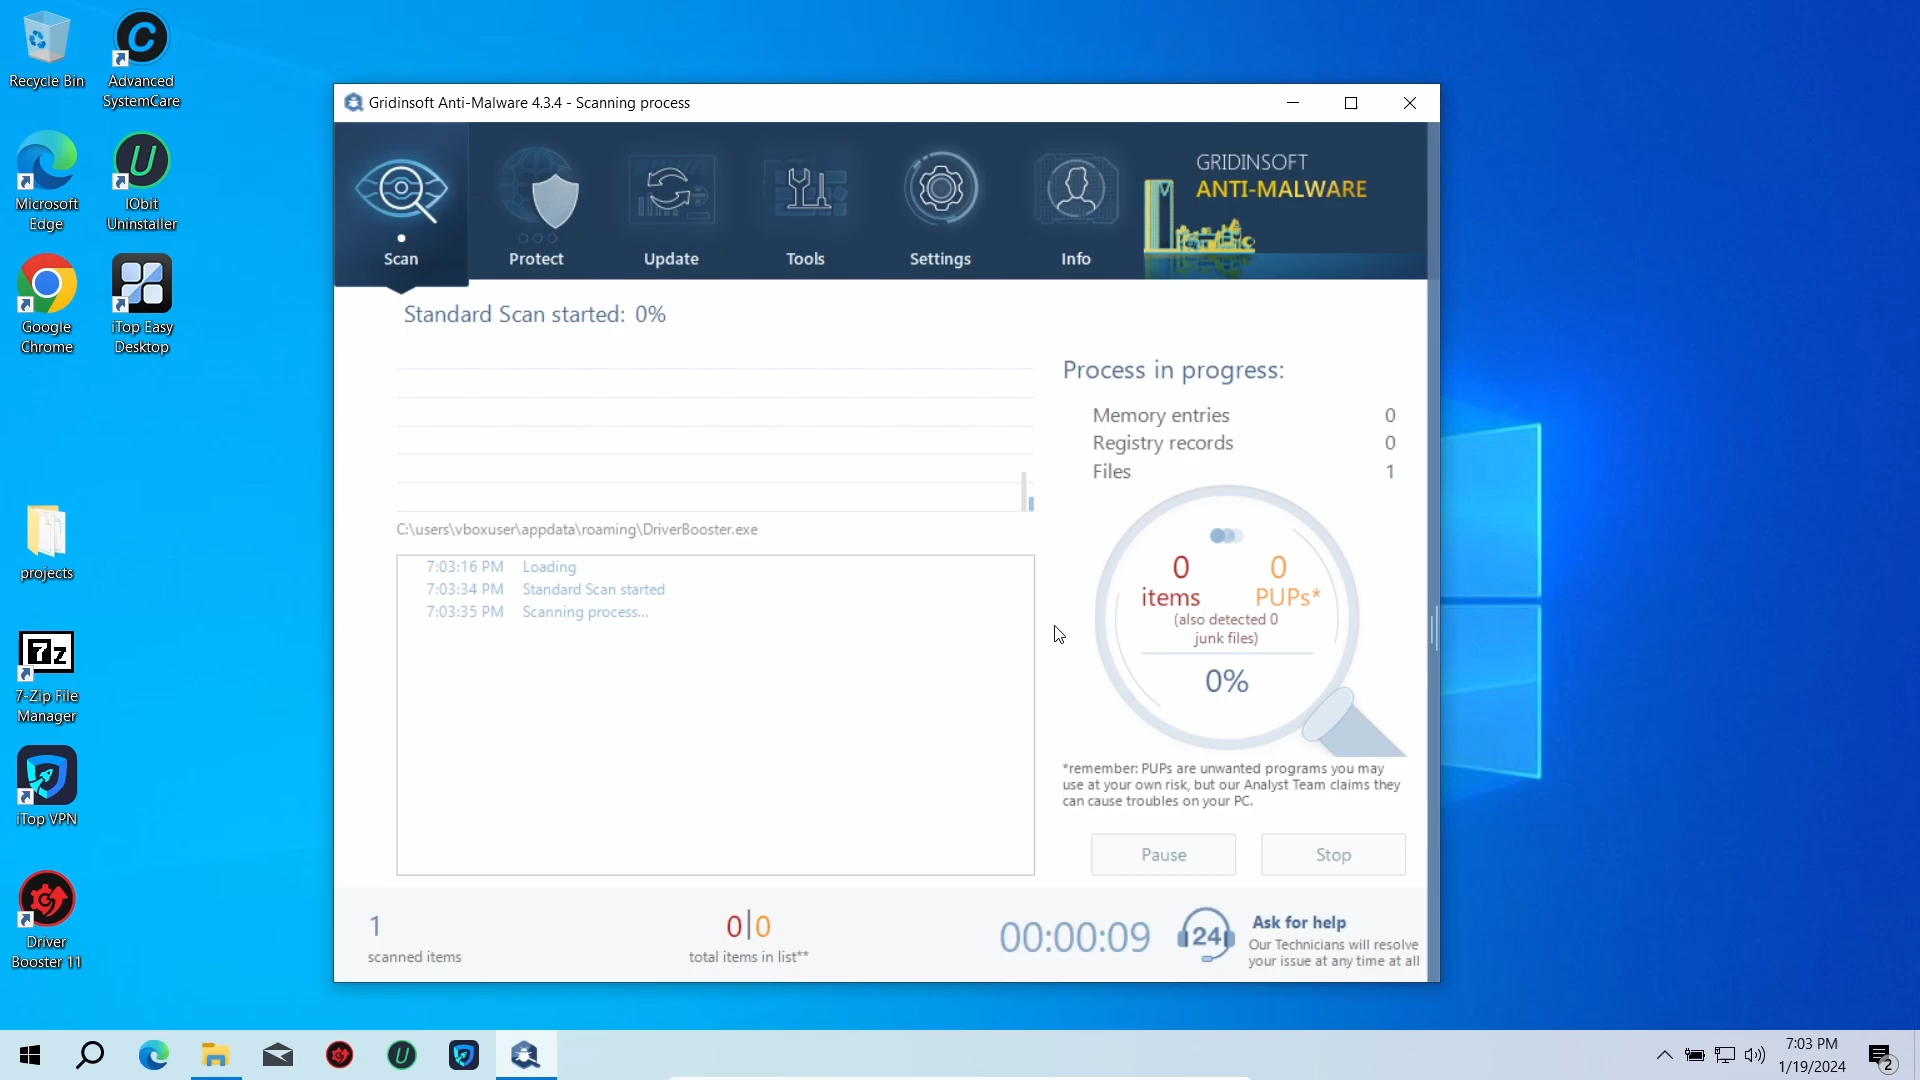 Recycle Bin
Advanced
SystemCare
Microsoft
Edge
IObit
Uninstaller
Google
Chrome
iTop Easy
Desktop
projects
7-Zip File
Manager
iTop VPN
Driver
Booster 11
Gridinsoft Anti-Malware 4.3.4 - Scanning process
Scan
Protect
Update
Tools
Settings
Info
GRIDINSOFT
ANTI-MALWARE
Standard Scan started: 0%
C:\users\vboxuser\appdata\roaming\DriverBooster.exe
7:03:16 PM Loading
7:03:34 PM Standard Scan started
7:03:35 PM Scanning process...
Process in progress:
Memory entries 0
Registry records 0
Files 1
0 0
items PUPs*
(also detected 0
junk files)
0%
*remember: PUPs are unwanted programs you may
use at your own risk, but our Analyst Team claims they
can cause troubles on your PC.
Pause
Stop
1
scanned items
0|0
total items in list**
00:00:09
24
Ask for help
Our Technicians will resolve
your issue at any time at all
7:03 PM
1/19/2024
2